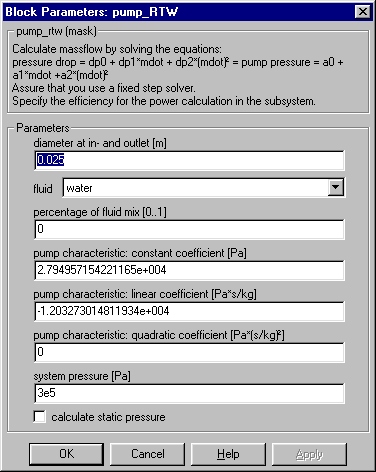 Block Parameters: pump_RTW
pump_rtw (mask)
Calculate massflow by solving the equations:
pressure drop = dp0 + dp1*mdot + dp2*(mdot)² = pump pressure = a0 +
a1*mdot +a2*(mdot)²
Assure that you use a fixed step solver.
Specify the efficiency for the power calculation in the subsystem.
Parameters
diameter at in- and outlet [m]
0.025
fluid water
percentage of fluid mix [0..1]
0
pump characteristic: constant coefficient [Pa]
2.794957154221165e+004
pump characteristic: linear coefficient [Pa*s/kg]
-1.203273014811934e+004
pump characteristic: quadratic coefficient [Pa*(s/kg)²]
0
system pressure [Pa]
3e5
calculate static pressure
OK Cancel Help Apply